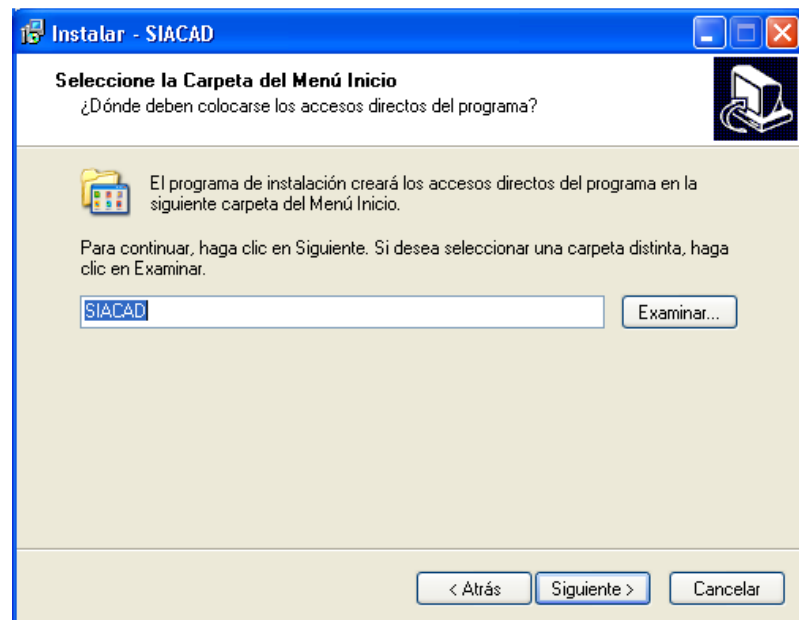 Instalar - SIACAD
Seleccione la Carpeta del Menú Inicio
¿Dónde deben colocarse los accesos directos del programa?
El programa de instalación creará los accesos directos del programa en la
siguiente carpeta del Menú Inicio.
Para continuar, haga clic en Siguiente. Si desea seleccionar una carpeta distinta, haga
clic en Examinar.
SIACAD
Examinar...
< Atrás
Siguiente >
Cancelar